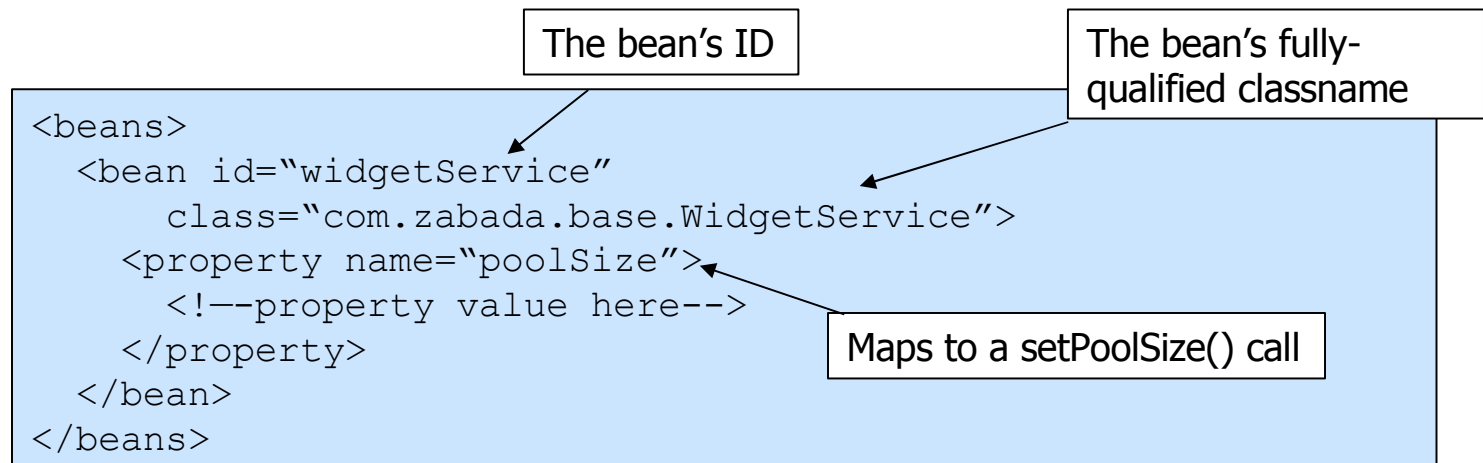 The bean’s ID
The bean’s fully-
qualified classname
<beans>
  <bean id=“widgetService”
      class=“com.zabada.base.WidgetService”>
    <property name=“poolSize”>
      <!—-property value here-->
    </property>
  </bean>
</beans>
Maps to a setPoolSize() call